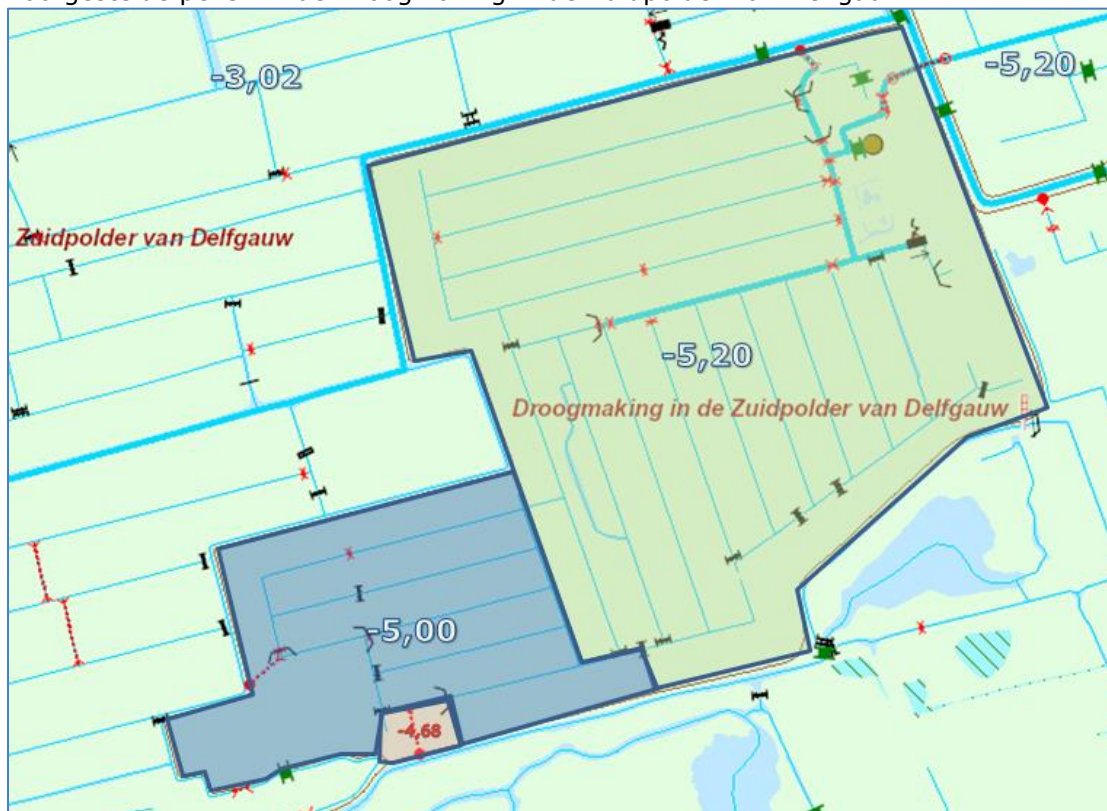 -3,02
-5,20
Zuidpolder van Delfgauw
-5,20
Droogmaking in de Zuidpolder van Delfgauw
-5,00
-4,68